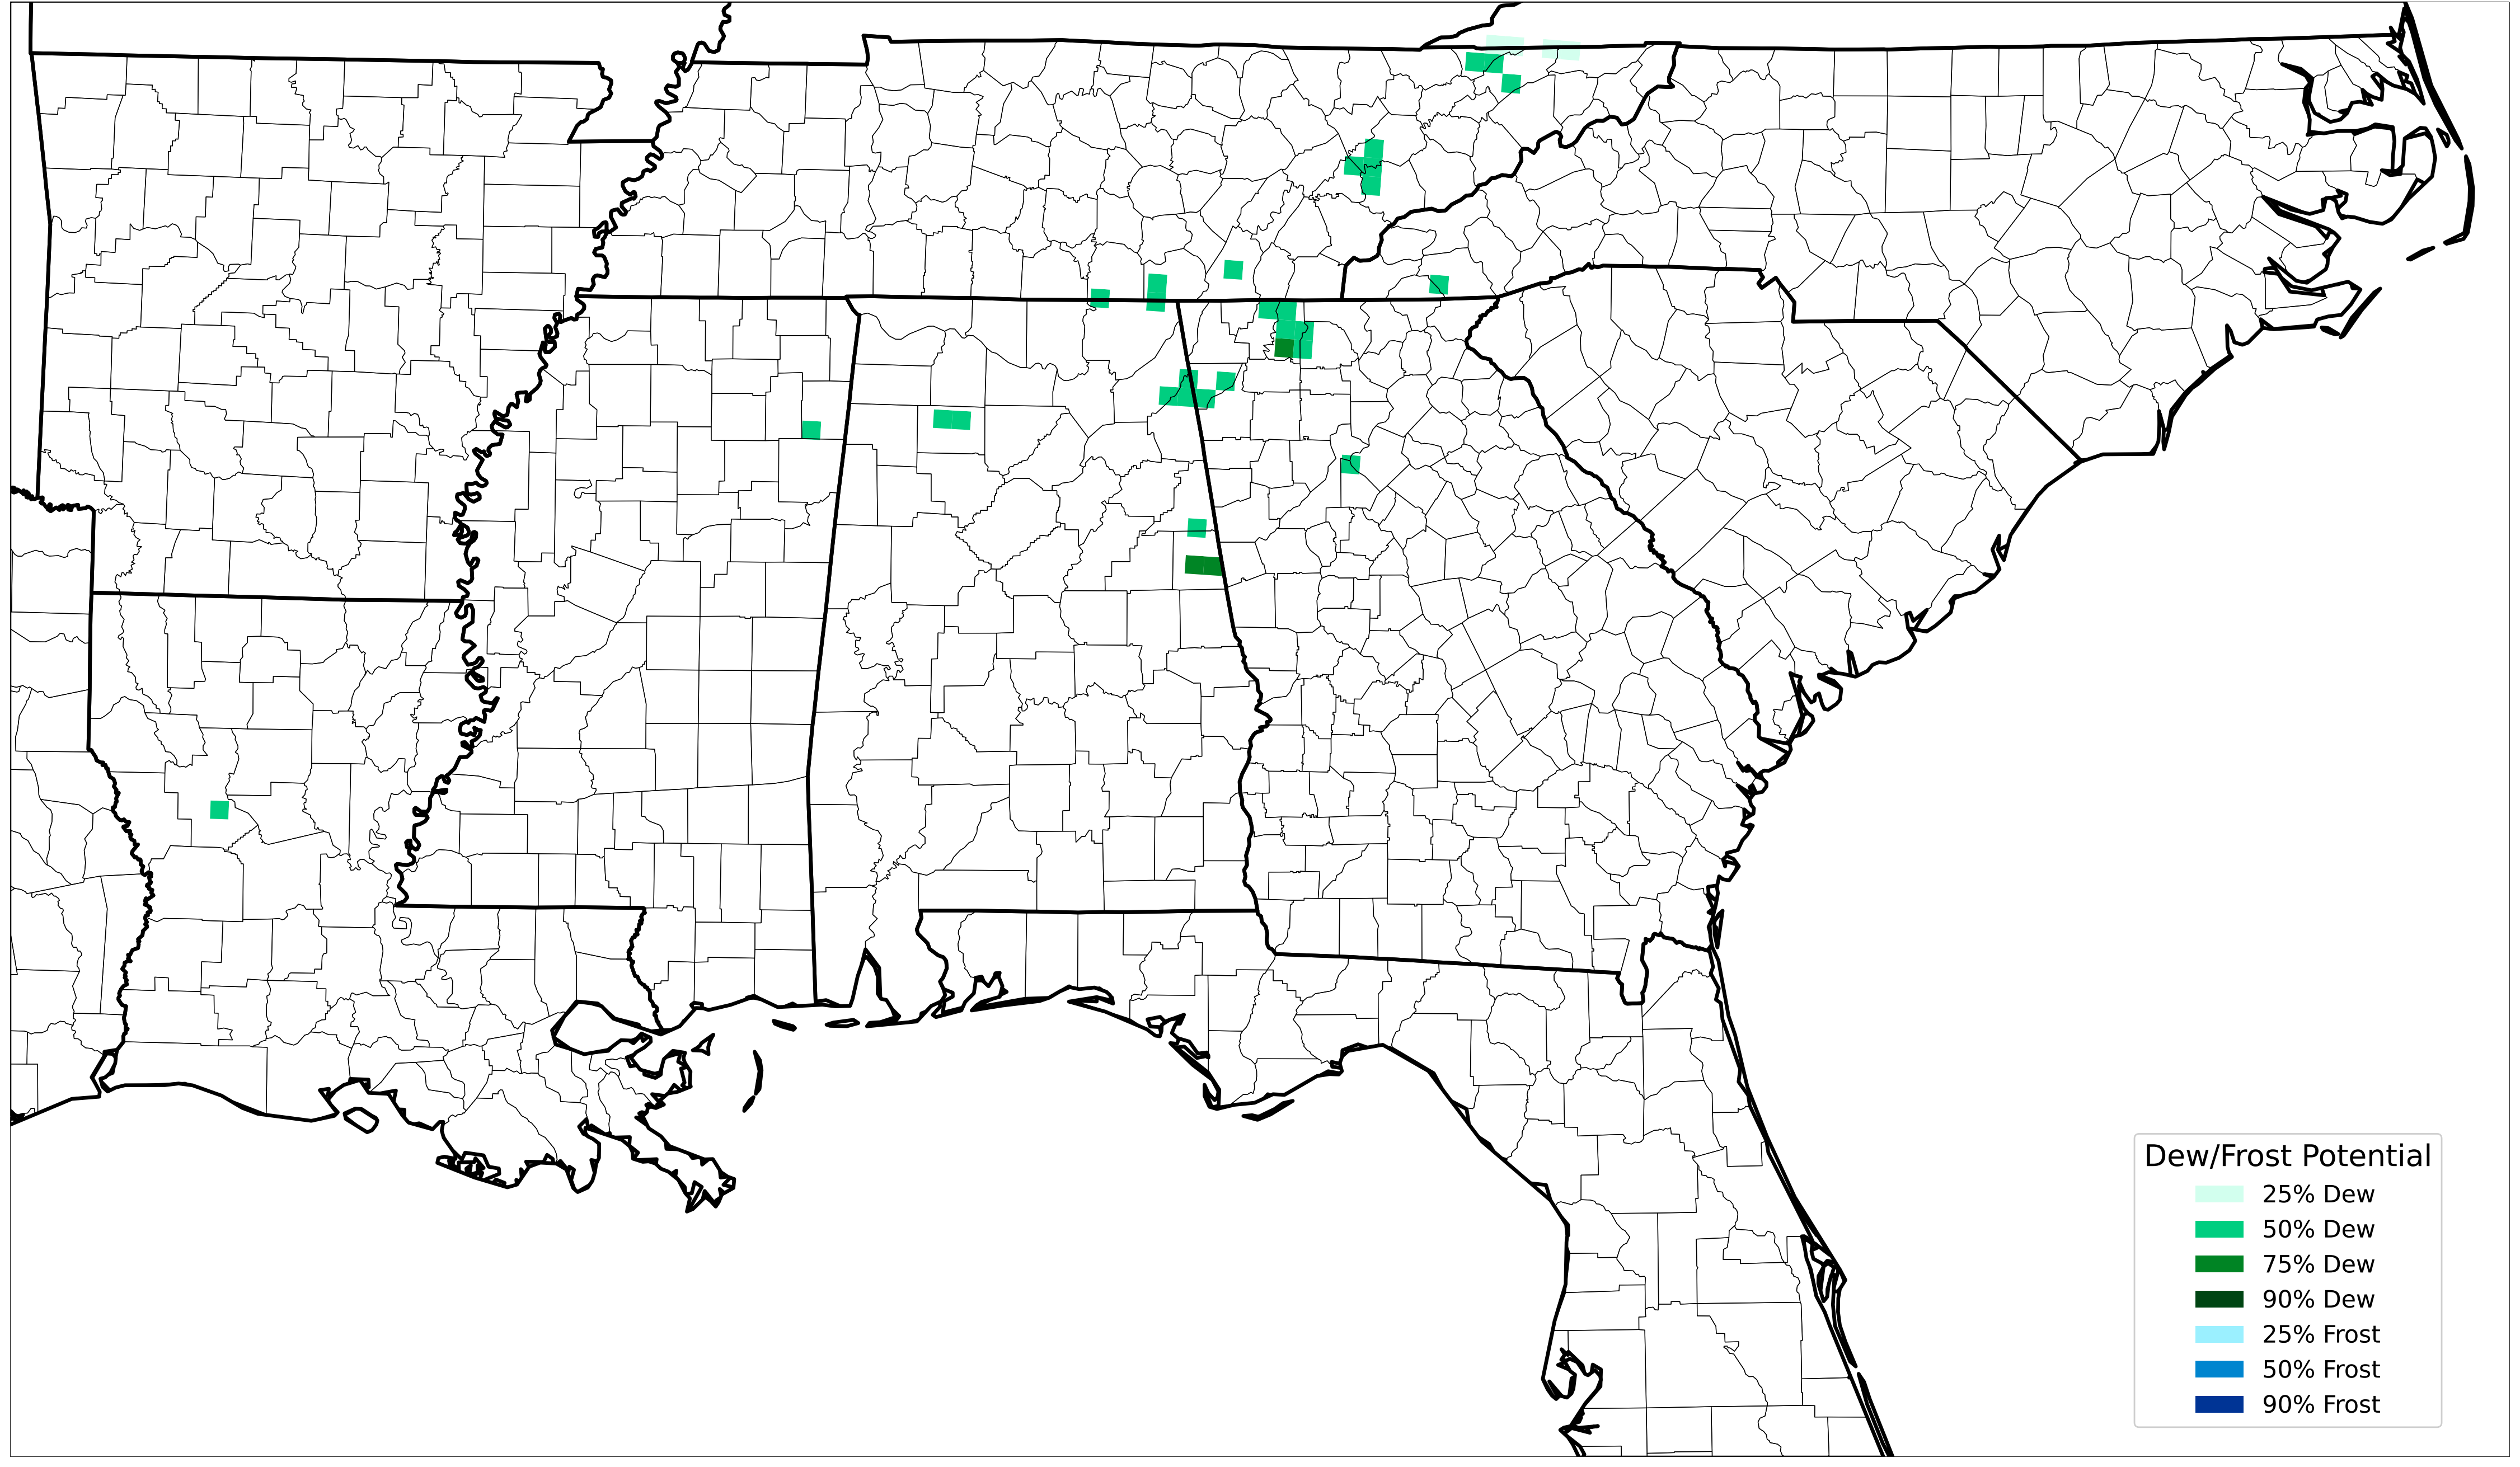 Dew/Frost Potential
25% Dew
50% Dew
75% Dew
90% Dew
25% Frost
50% Frost
90% Frost